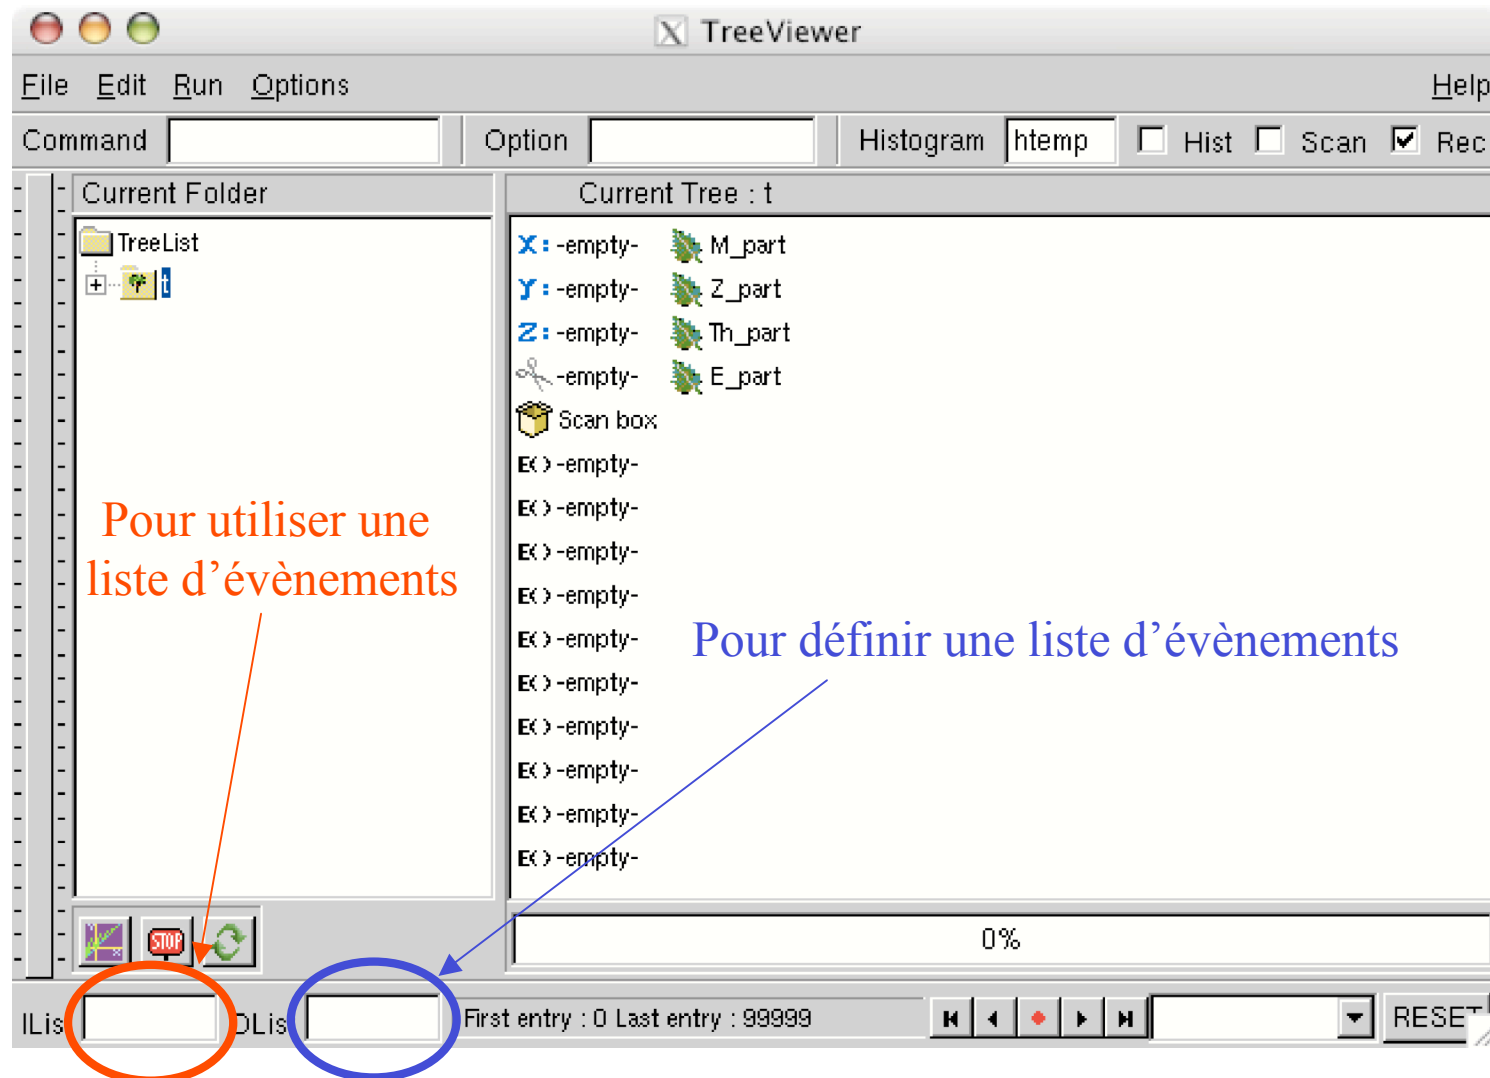 TreeViewer
File Edit Run Options Help
Command Option Histogram htemp Hist Scan Rec
Current Folder
TreeList
t
Current Tree : t
X: -empty- M_part
Y: -empty- Z_part
Z: -empty- Th_part
-empty- E_part
Scan box
E() -empty-
E() -empty-
E() -empty-
E() -empty-
E() -empty-
E() -empty-
E() -empty-
E() -empty-
E() -empty-
E() -empty-
Pour utiliser une
liste d'évènements
Pour définir une liste d'évènements
STOP
0%
ILis OLis First entry : 0 Last entry : 99999 RESET